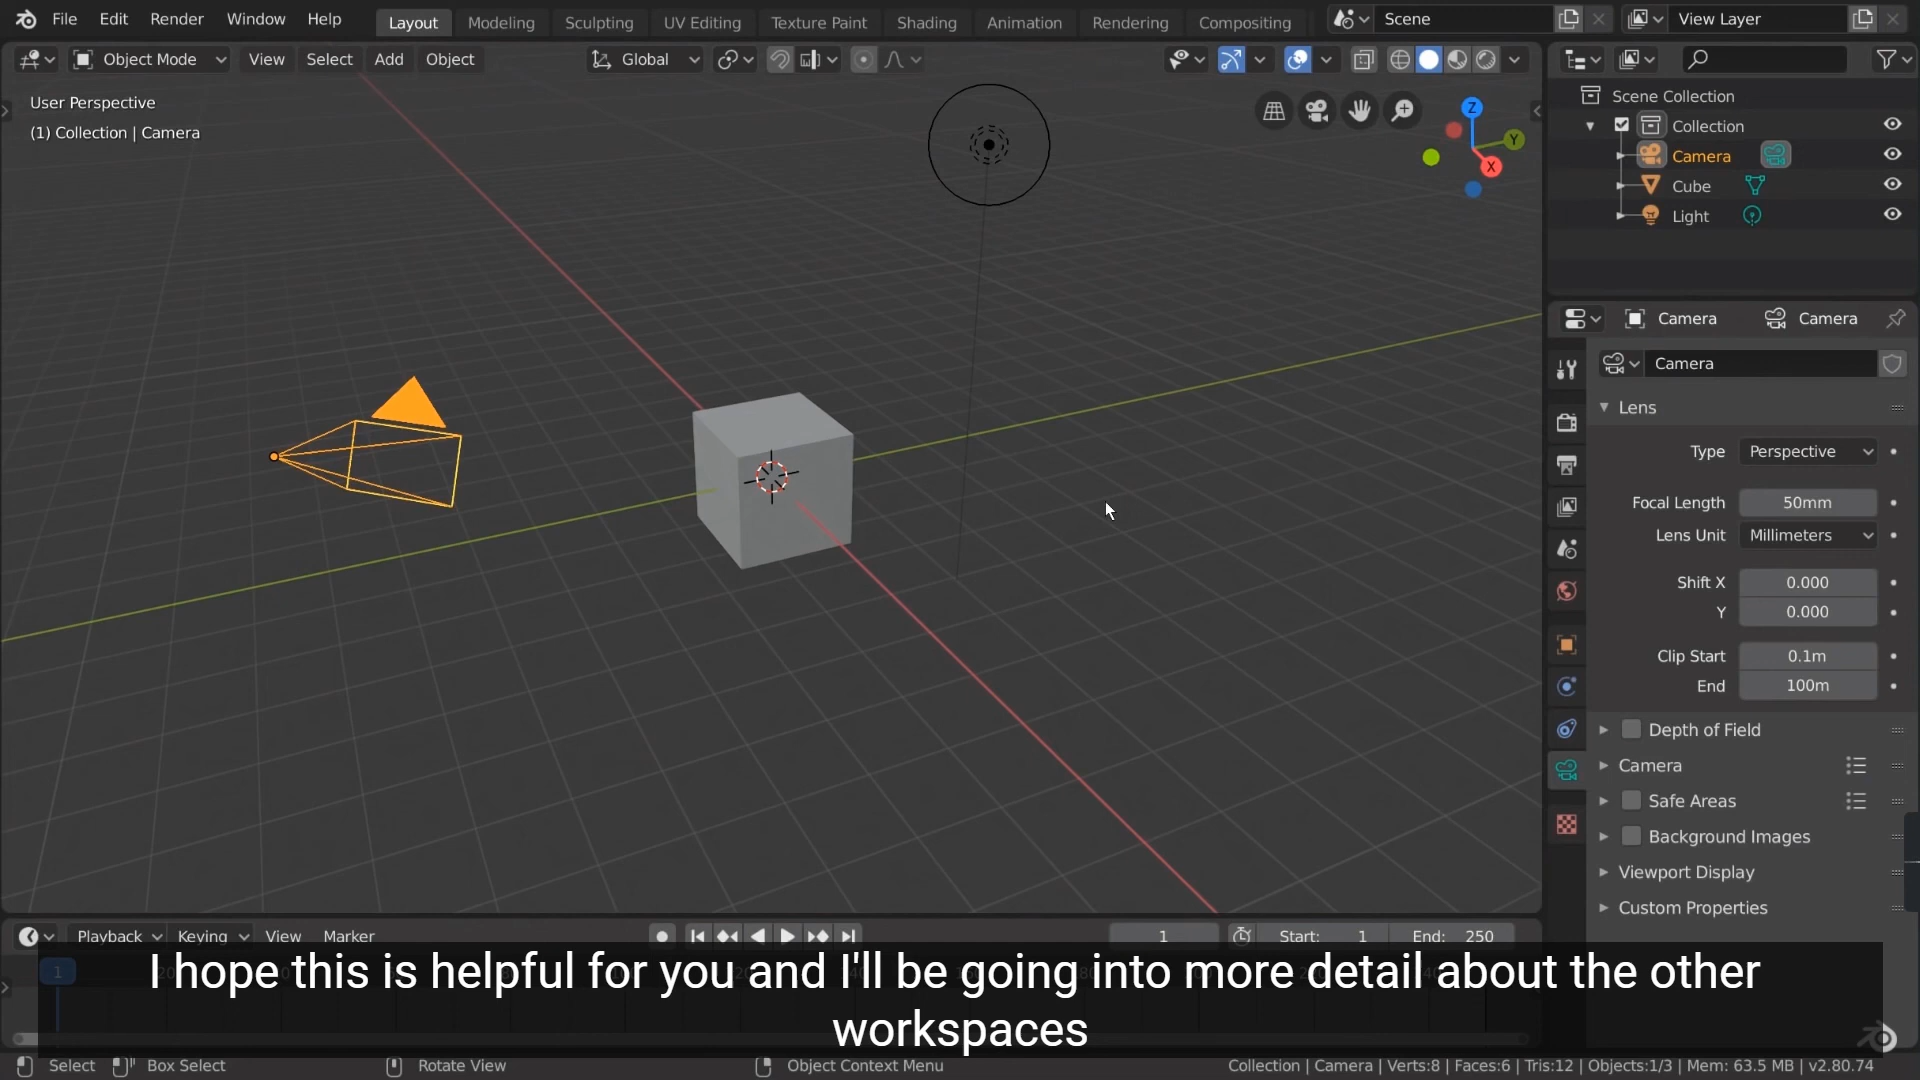 File Edit Render Window Help Layout Modeling Sculpting UV Editing Texture Paint Shading Animation Rendering Compositing Scene View Layer
Object Mode View Select Add Object Global
User Perspective
(1) Collection | Camera
Z
Y
X
Scene Collection
Collection
Camera
Cube
Light
Camera Camera
Camera
Lens
Type Perspective
Focal Length 50mm
Lens Unit Millimeters
Shift X 0.000
Y 0.000
Clip Start 0.1m
End 100m
Depth of Field
Camera
Safe Areas
Background Images
Viewport Display
Custom Properties
Playback Keying View Marker 1 Start: 1 End: 250
1
I hope this is helpful for you and I'll be going into more detail about the other
workspaces
Select Box Select Rotate View Object Context Menu Collection | Camera | Verts:8 | Faces:6 | Tris:12 | Objects:1/3 | Mem: 63.5 MB | v2.80.74